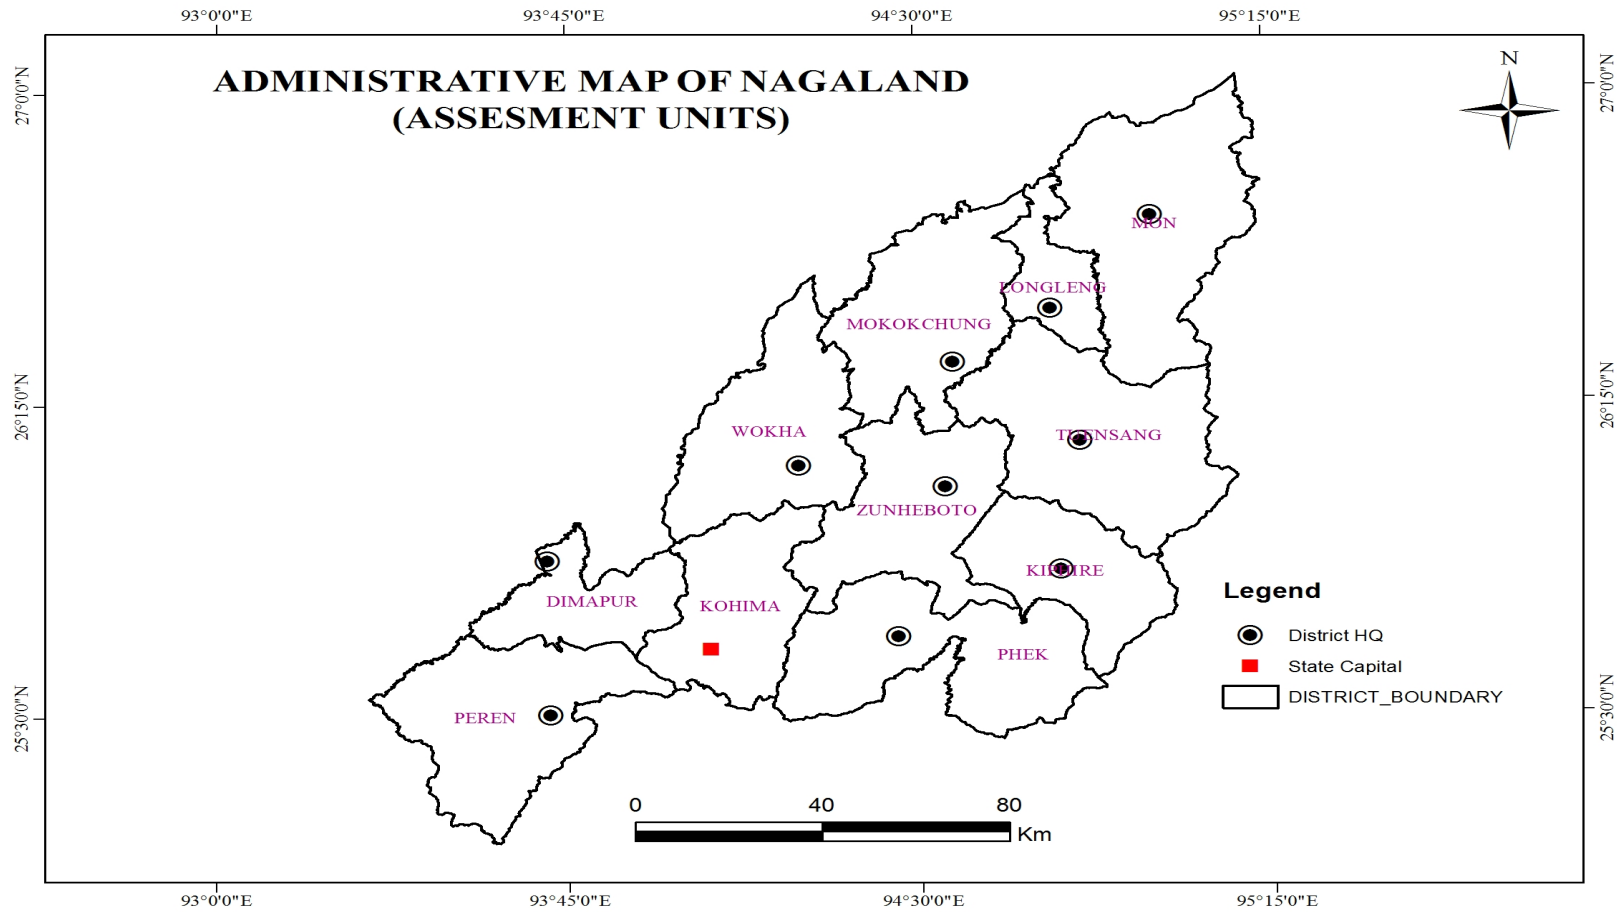 93°0'0"E 93°45'0"E 94°30'0"E 95°15'0"E
ADMINISTRATIVE MAP OF NAGALAND
(ASSESMENT UNITS)
N
27°0'0"N
27°0'0"N
MON
LONGLENG
MOKOKCHUNG
26°15'0"N
26°15'0"N
WOKHA
TUENSANG
ZUNHEBOTO
KIPHIRE
DIMAPUR
KOHIMA
PHEK
PEREN
25°30'0"N
25°30'0"N
Legend
District HQ
State Capital
DISTRICT_BOUNDARY
0 40 80
Km
93°0'0"E 93°45'0"E 94°30'0"E 95°15'0"E